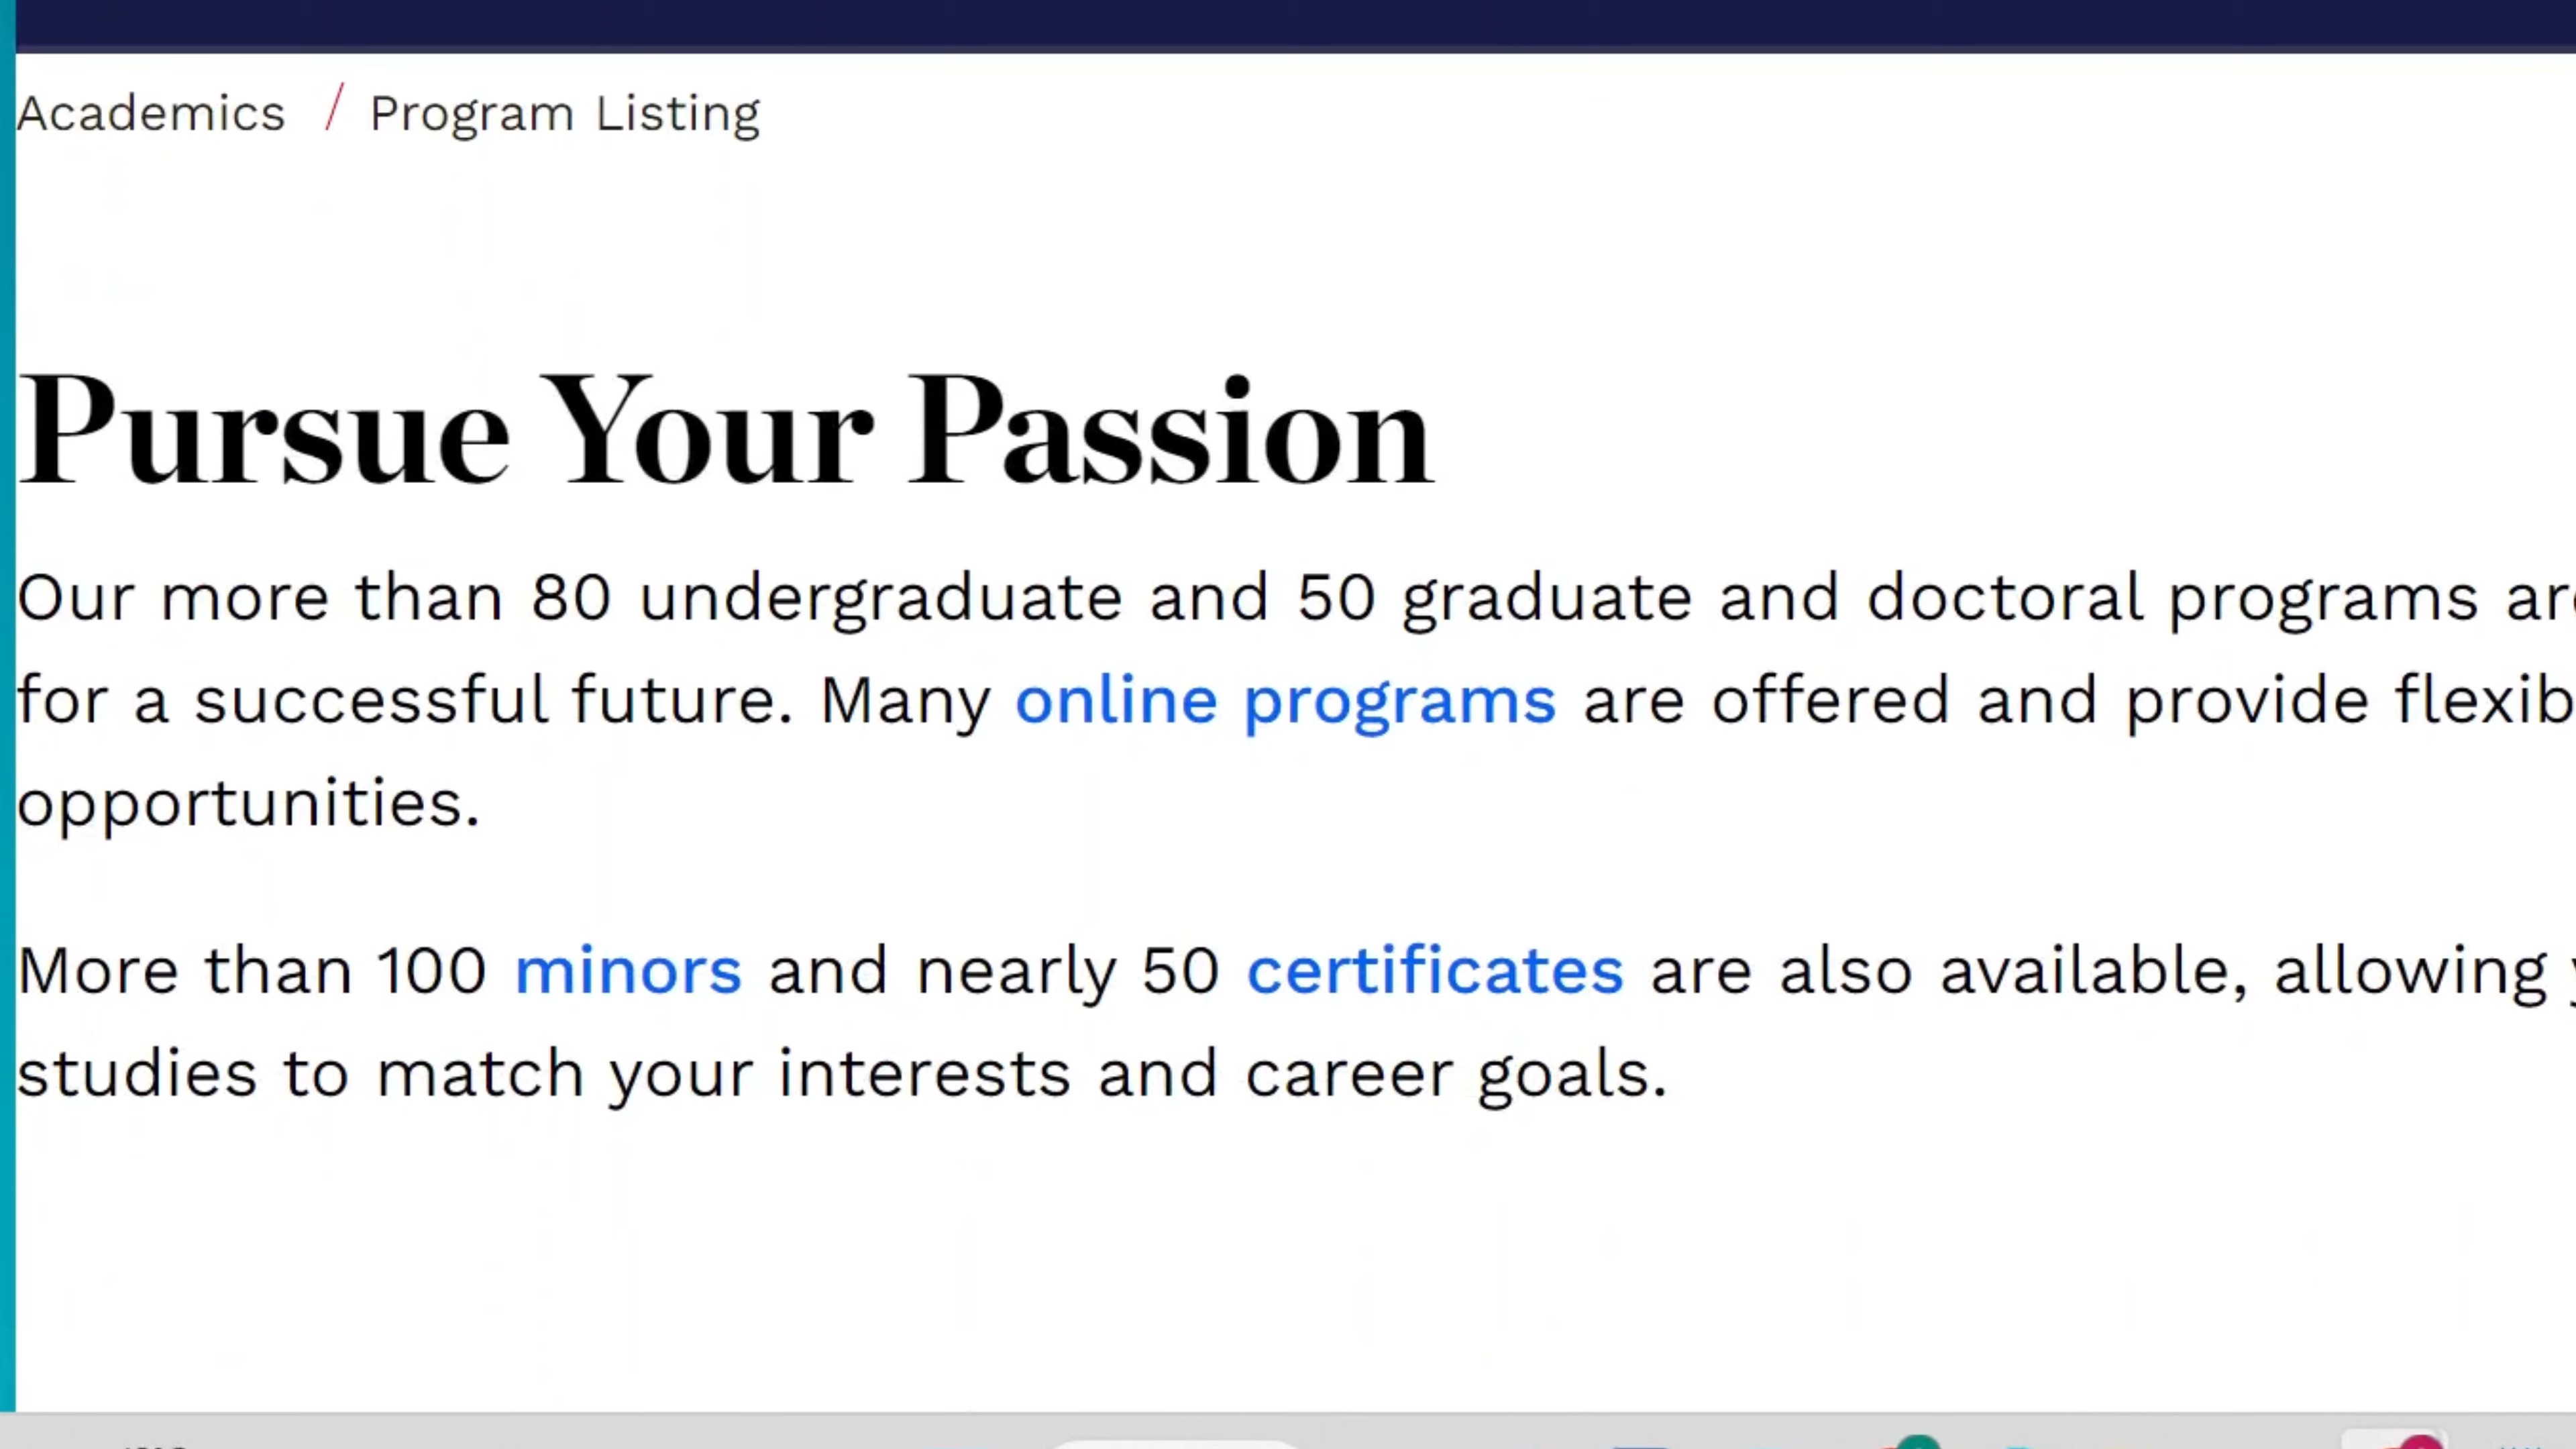 Academics / Program Listing
Pursue Your Passion
Our more than 80 undergraduate and 50 graduate and doctoral programs
for a successful future. Many online programs are offered and provide
opportunities.
More than 100 minors and nearly 50 certificates are also available, allowing
studies to match your interests and career goals.